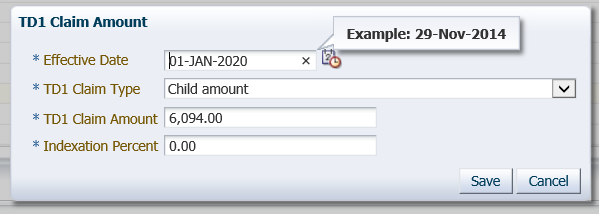 TD1 Claim Amount
Example: 29-Nov-2014
* Effective Date 01-JAN-2020 ×
* TD1 Claim Type Child amount
* TD1 Claim Amount 6,094.00
* Indexation Percent 0.00
Save Cancel